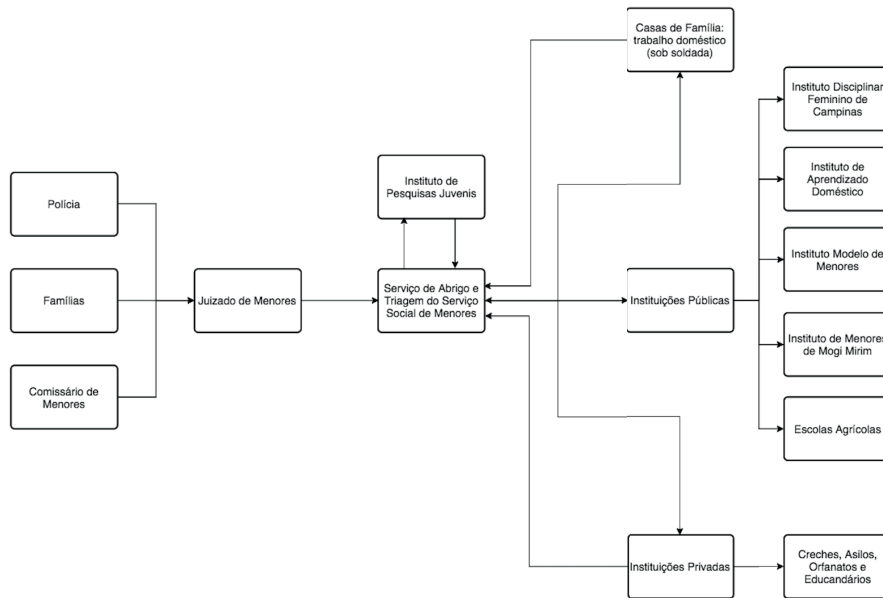 Polícia
Famílias
Comissário de
Menores
Juizado de Menores
Instituto de
Pesquisas Juvenis
Serviço de Abrigo e
Triagem do Serviço
Social de Menores
Casas de Família:
trabalho doméstico
(sob soldada)
Instituições Públicas
Instituições Privadas
Instituto Disciplinar
Feminino de
Campinas
Instituto de
Aprendizado
Doméstico
Instituto Modelo de
Menores
Instituto de Menores
de Mogi Mirim
Escolas Agrícolas
Creches, Asilos,
Orfanatos e
Educandários